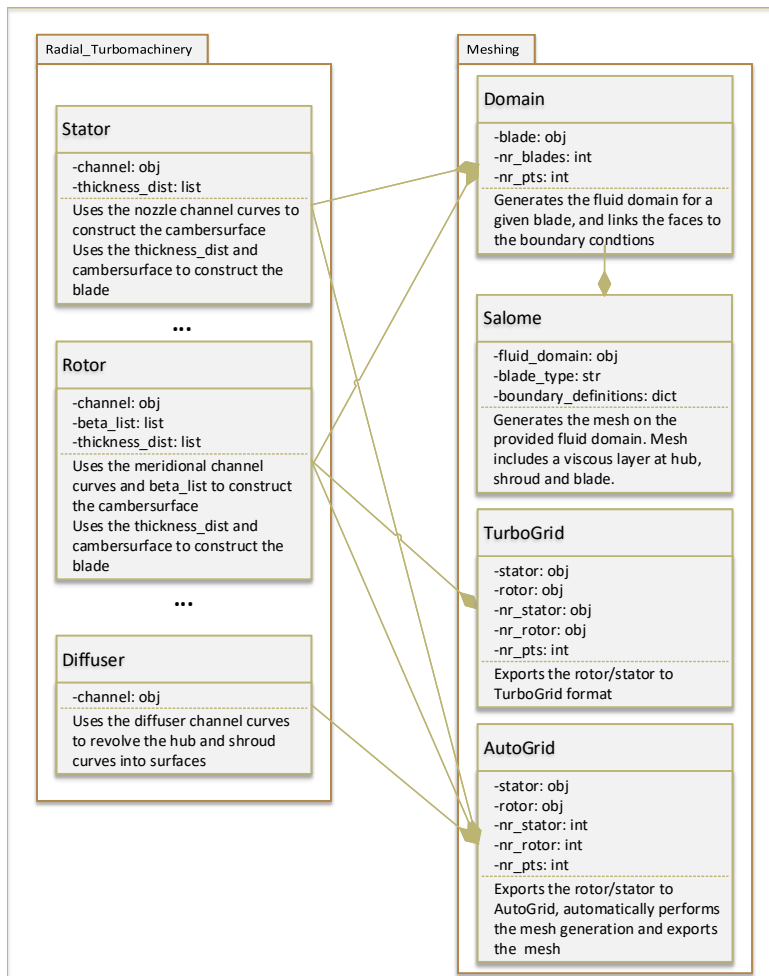 Radial_Turbomachinery
Stator
-channel: obj
-thickness_dist: list
Uses the nozzle channel curves to
construct the cambersurface
Uses the thickness_dist and
cambersurface to construct the
blade
...
Rotor
-channel: obj
-beta_list: list
-thickness_dist: list
Uses the meridional channel
curves and beta_list to construct
the cambersurface
Uses the thickness_dist and
cambersurface to construct the
blade
...
Diffuser
-channel: obj
Uses the diffuser channel curves
to revolve the hub and shroud
curves into surfaces
Meshing
Domain
-blade: obj
-nr_blades: int
-nr_pts: int
Generates the fluid domain for a
given blade, and links the faces to
the boundary condtions
Salome
-fluid_domain: obj
-blade_type: str
-boundary_definitions: dict
Generates the mesh on the
provided fluid domain. Mesh
includes a viscous layer at hub,
shroud and blade.
TurboGrid
-stator: obj
-rotor: obj
-nr_stator: obj
-nr_rotor: obj
-nr_pts: int
Exports the rotor/stator to
TurboGrid format
AutoGrid
-stator: obj
-rotor: obj
-nr_stator: int
-nr_rotor: int
-nr_pts: int
Exports the rotor/stator to
AutoGrid, automatically performs
the mesh generation and exports
the mesh